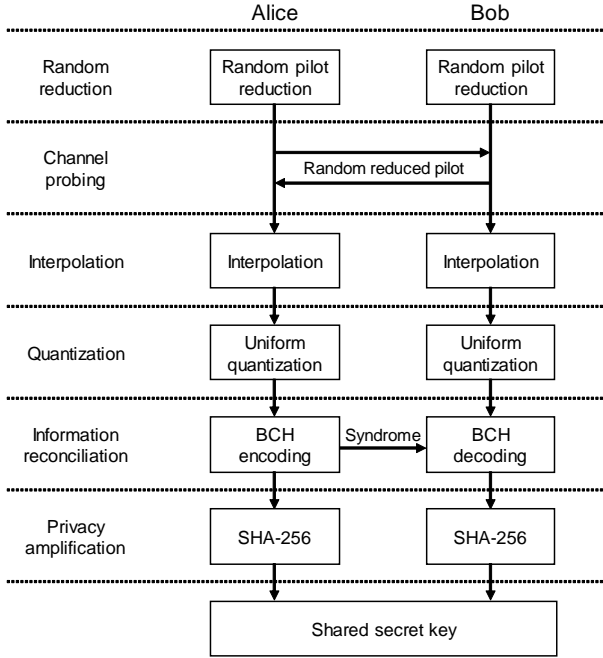 Alice Bob
Random reduction
Random pilot reduction
Random pilot reduction
Channel probing
Random reduced pilot
Interpolation
Interpolation
Interpolation
Quantization
Uniform quantization
Uniform quantization
Information reconciliation
BCH encoding
Syndrome
BCH decoding
Privacy amplification
SHA-256
SHA-256
Shared secret key